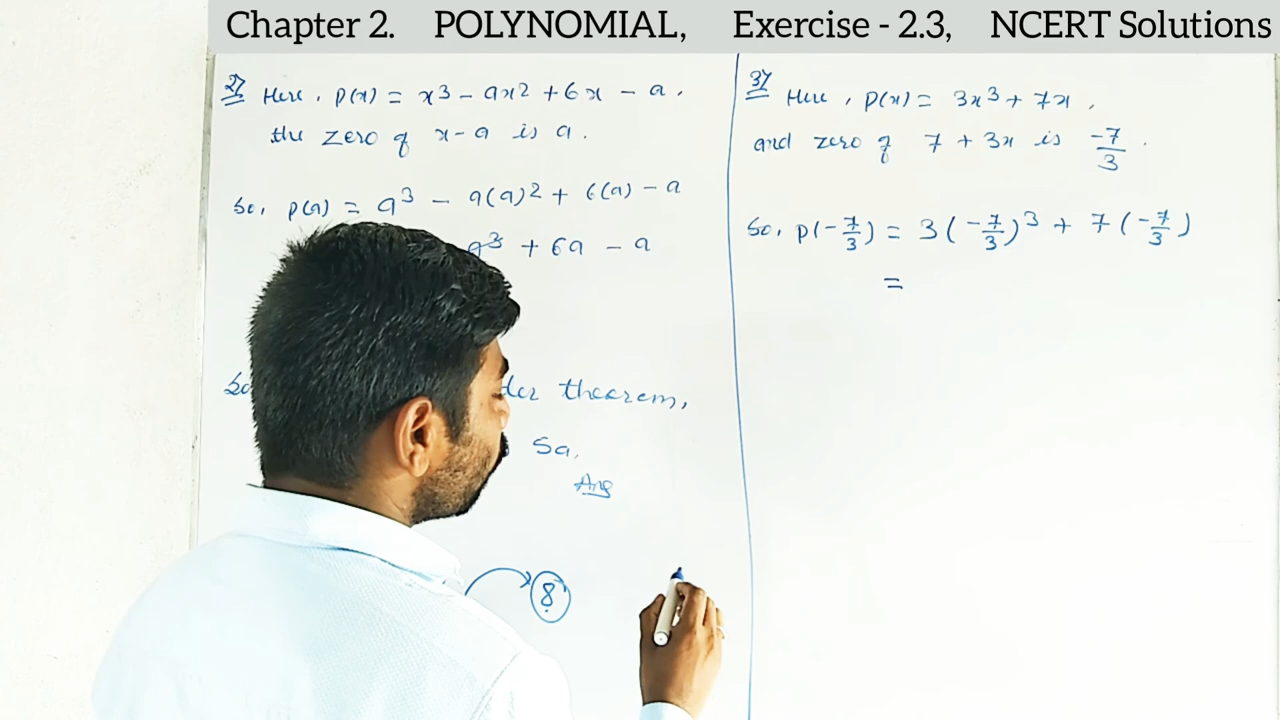 Chapter 2. POLYNOMIAL, Exercise - 2.3, NCERT Solutions
2) Here, p(x) = x3 - ax2 + 6x - a,
the zero of x-a is a.
So, p(a) = a3 - a(a)2 + 6(a) - a
a3 + 6a - a
So der thearem,
5a,
Ans
8
3) Here, p(x) = 3x3 + 7x,
and zero of 7 + 3x is -7/3.
So, p(-7/3) = 3(-7/3)3 + 7(-7/3)
=